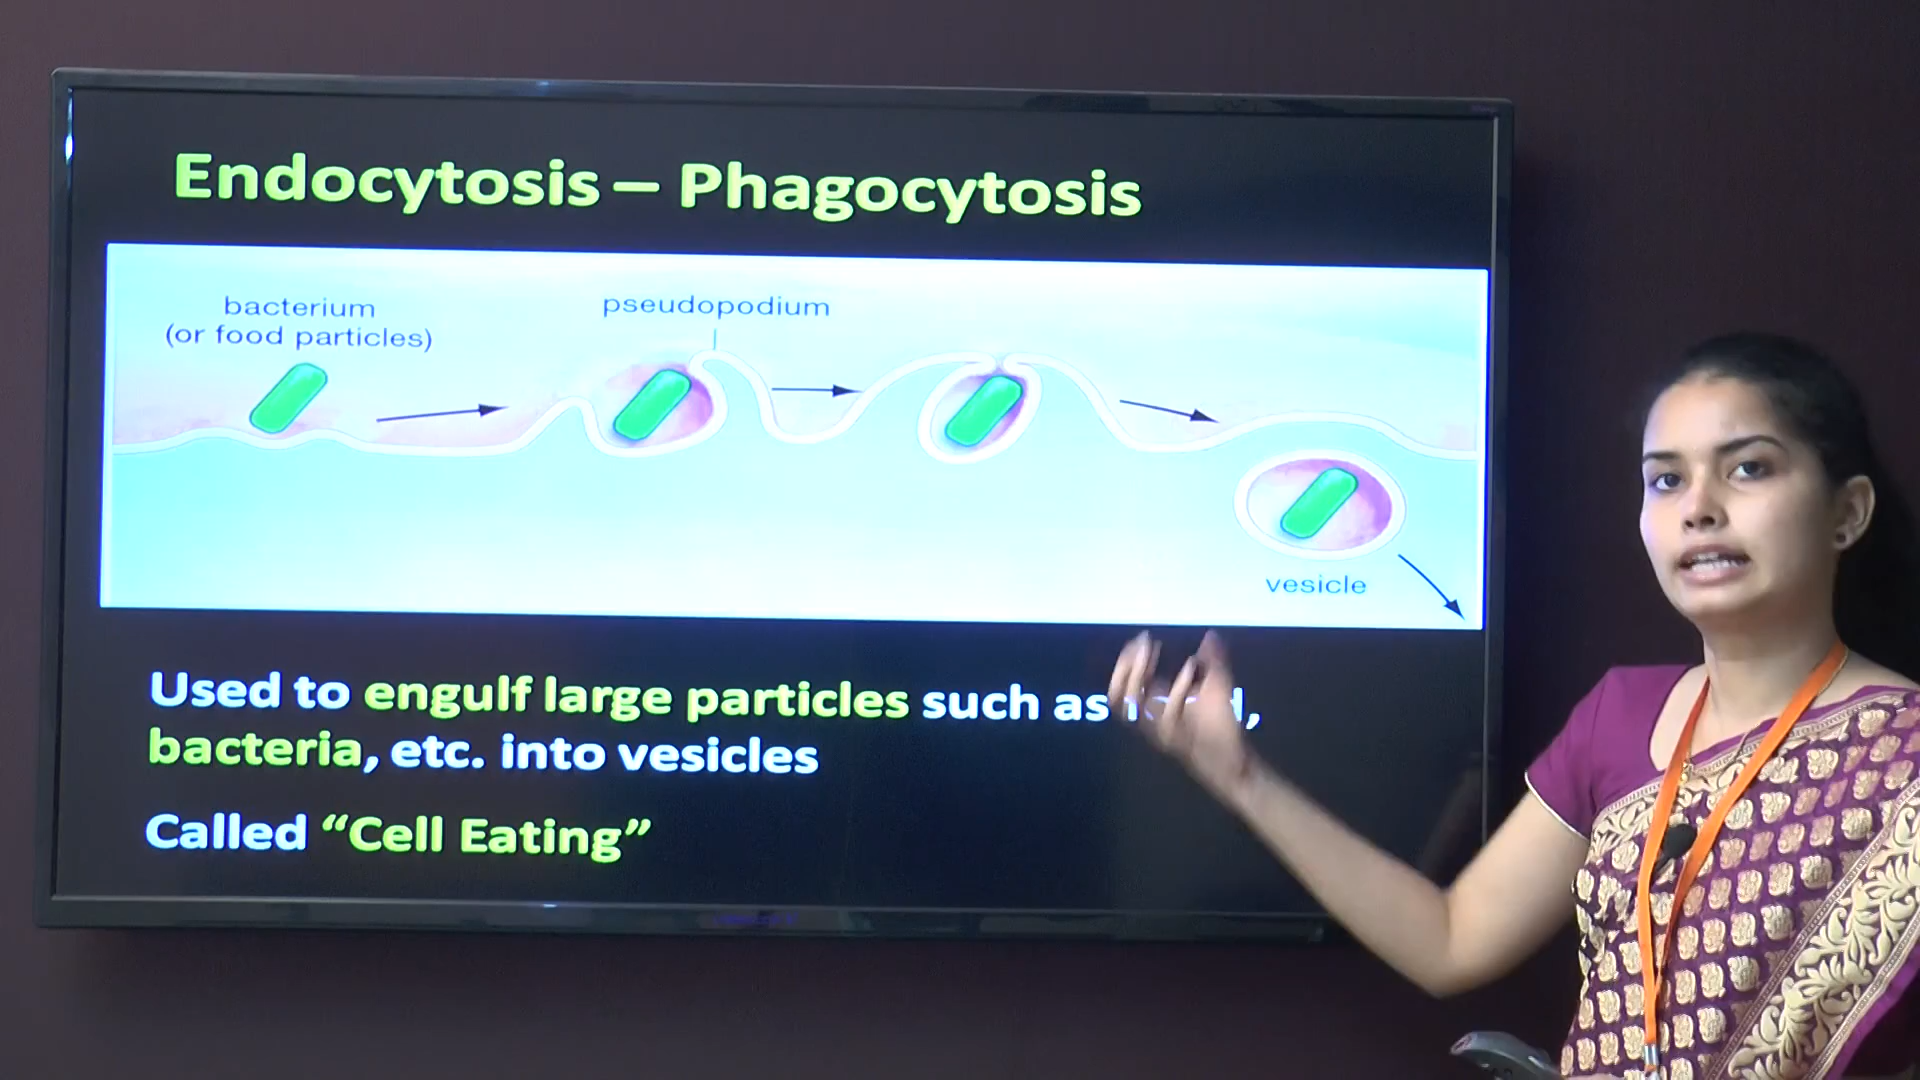 Endocytosis – Phagocytosis
bacterium
(or food particles)
pseudopodium
vesicle
Used to engulf large particles such as
bacteria, etc. into vesicles
Called “Cell Eating”